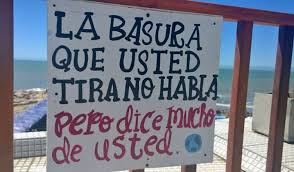 LA BASURA
QUE USTED
TIRA NO HABLA
pero dice mucho
de usted.